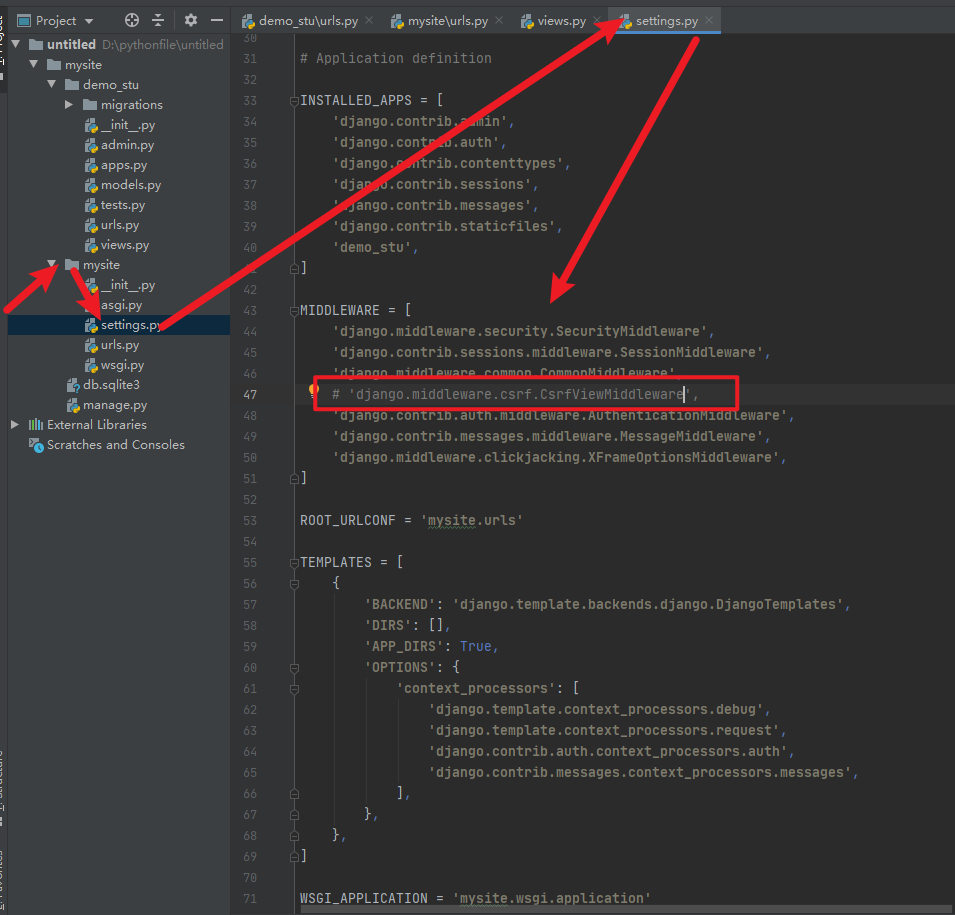 Project
demo_stu\urls.py
mysite\urls.py
views.py
settings.py
untitled D:\pythonfile\untitled
mysite
demo_stu
migrations
__init__.py
admin.py
apps.py
models.py
tests.py
urls.py
views.py
mysite
__init__.py
asgi.py
settings.py
urls.py
wsgi.py
db.sqlite3
manage.py
External Libraries
Scratches and Consoles
30
31 # Application definition
32
33 INSTALLED_APPS = [
34 'django.contrib.admin',
35 'django.contrib.auth',
36 'django.contrib.contenttypes',
37 'django.contrib.sessions',
38 'django.contrib.messages',
39 'django.contrib.staticfiles',
40 'demo_stu',
41 ]
42
43 MIDDLEWARE = [
44 'django.middleware.security.SecurityMiddleware',
45 'django.contrib.sessions.middleware.SessionMiddleware',
46 'django.middleware.common.CommonMiddleware',
47 # 'django.middleware.csrf.CsrfViewMiddleware',
48 'django.contrib.auth.middleware.AuthenticationMiddleware',
49 'django.contrib.messages.middleware.MessageMiddleware',
50 'django.middleware.clickjacking.XFrameOptionsMiddleware',
51 ]
52
53 ROOT_URLCONF = 'mysite.urls'
54
55 TEMPLATES = [
56 {
57 'BACKEND': 'django.template.backends.django.DjangoTemplates',
58 'DIRS': [],
59 'APP_DIRS': True,
60 'OPTIONS': {
61 'context_processors': [
62 'django.template.context_processors.debug',
63 'django.template.context_processors.request',
64 'django.contrib.auth.context_processors.auth',
65 'django.contrib.messages.context_processors.messages',
66 ],
67 },
68 },
69 ]
70
71 WSGI_APPLICATION = 'mysite.wsgi.application'